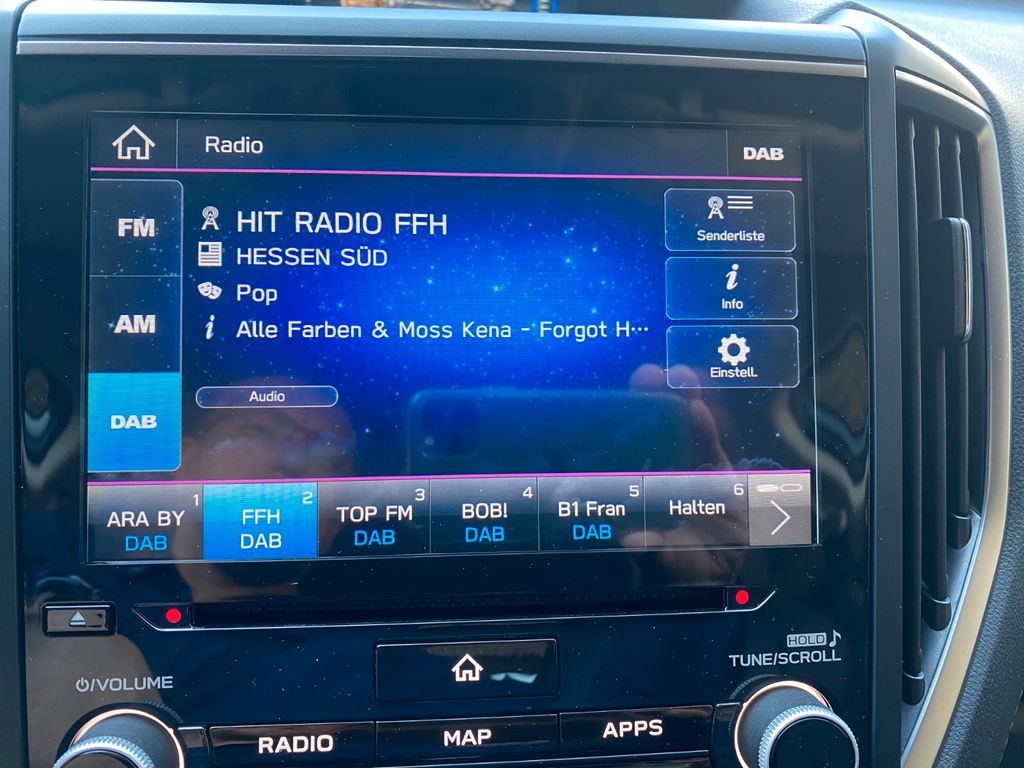 Radio
DAB
FM
AM
DAB
HIT RADIO FFH
HESSEN SÜD
Pop
Alle Farben & Moss Kena - Forgot H···
Audio
Senderliste
Info
Einstell.
1
ARA BY
DAB
2
FFH
DAB
3
TOP FM
DAB
4
BOB!
DAB
5
B1 Fran
DAB
6
Halten
HOLD
TUNE/SCROLL
/VOLUME
RADIO
MAP
APPS